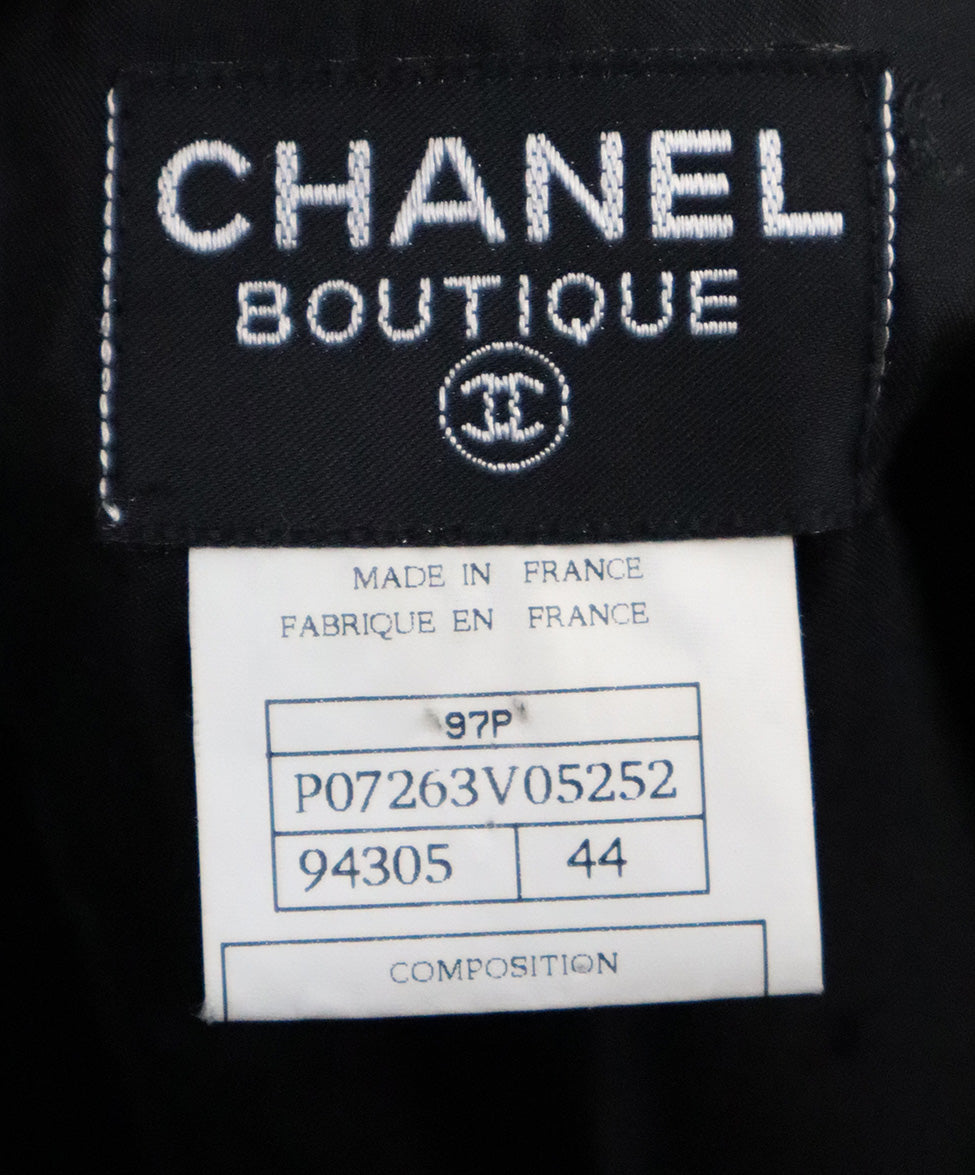 CHANEL
BOUTIQUE
MADE IN FRANCE
FABRIQUE EN FRANCE
97P
P07263V05252
94305 44
COMPOSITION